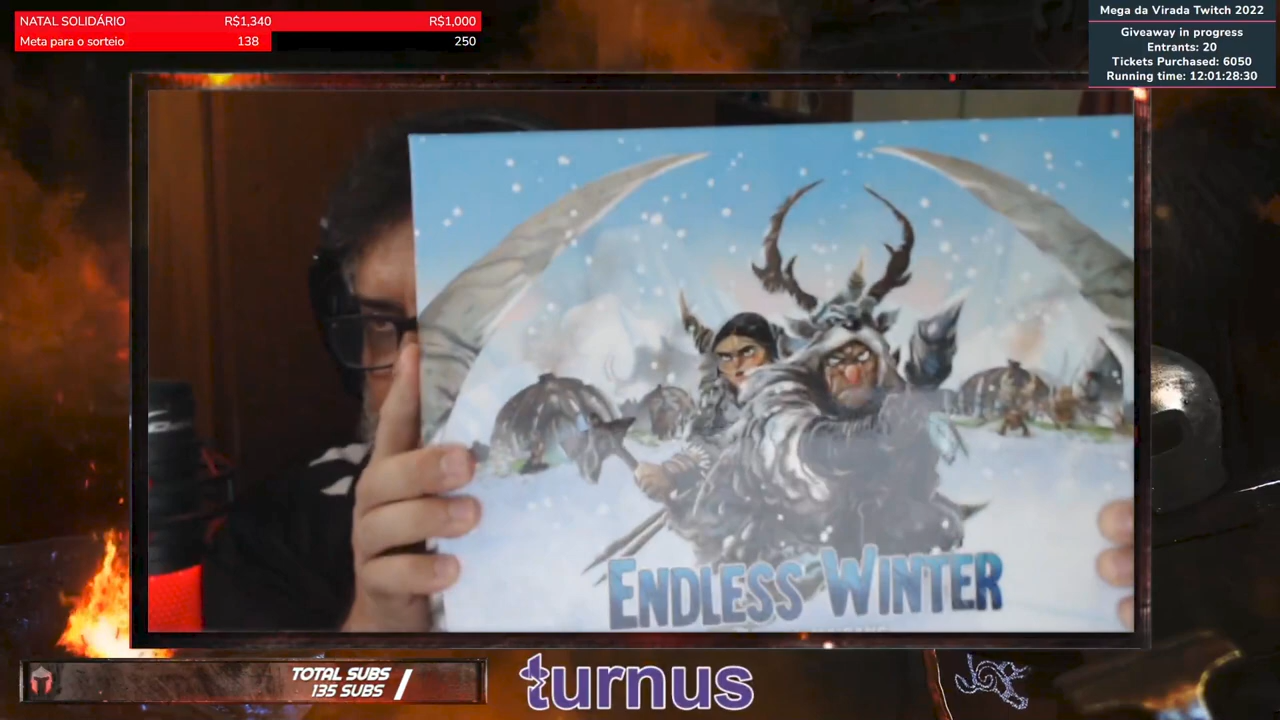 NATAL SOLIDÁRIO R$1,340 R$1,000
Meta para o sorteio 138 250
Mega da Virada Twitch 2022
Giveaway in progress
Entrants: 20
Tickets Purchased: 6050
Running time: 12:01:28:30
ENDLESS WINTER
TOTAL SUBS
135 SUBS /
turnus